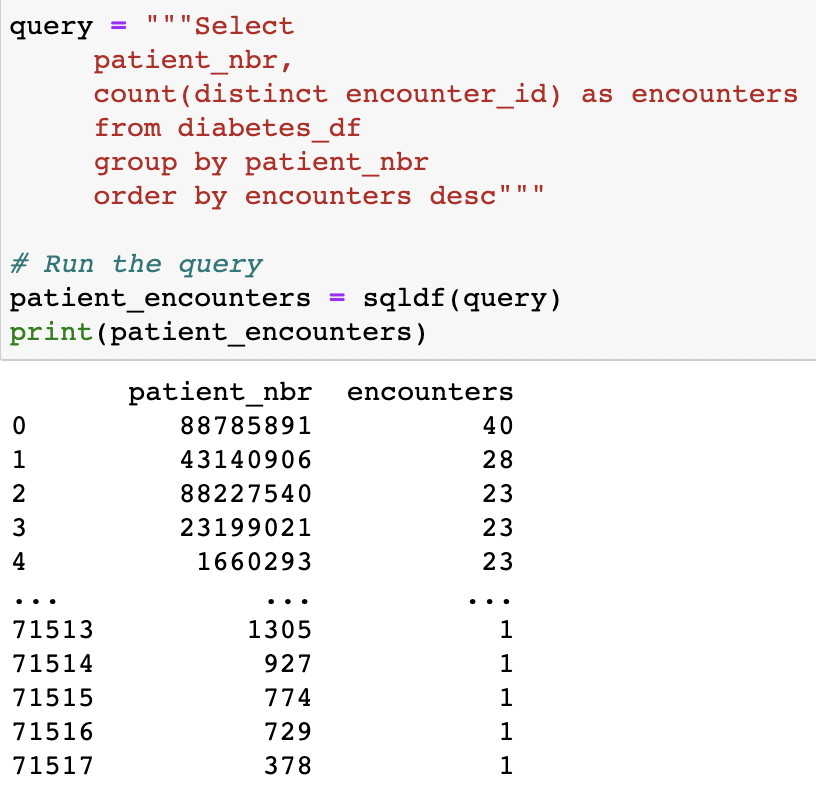 query = """Select
patient_nbr,
count(distinct encounter_id) as encounters
from diabetes_df
group by patient_nbr
order by encounters desc"""
# Run the query
patient_encounters = sqldf(query)
print(patient_encounters)
patient_nbr encounters
0 88785891 40
1 43140906 28
2 88227540 23
3 23199021 23
4 1660293 23
... ... ...
71513 1305 1
71514 927 1
71515 774 1
71516 729 1
71517 378 1